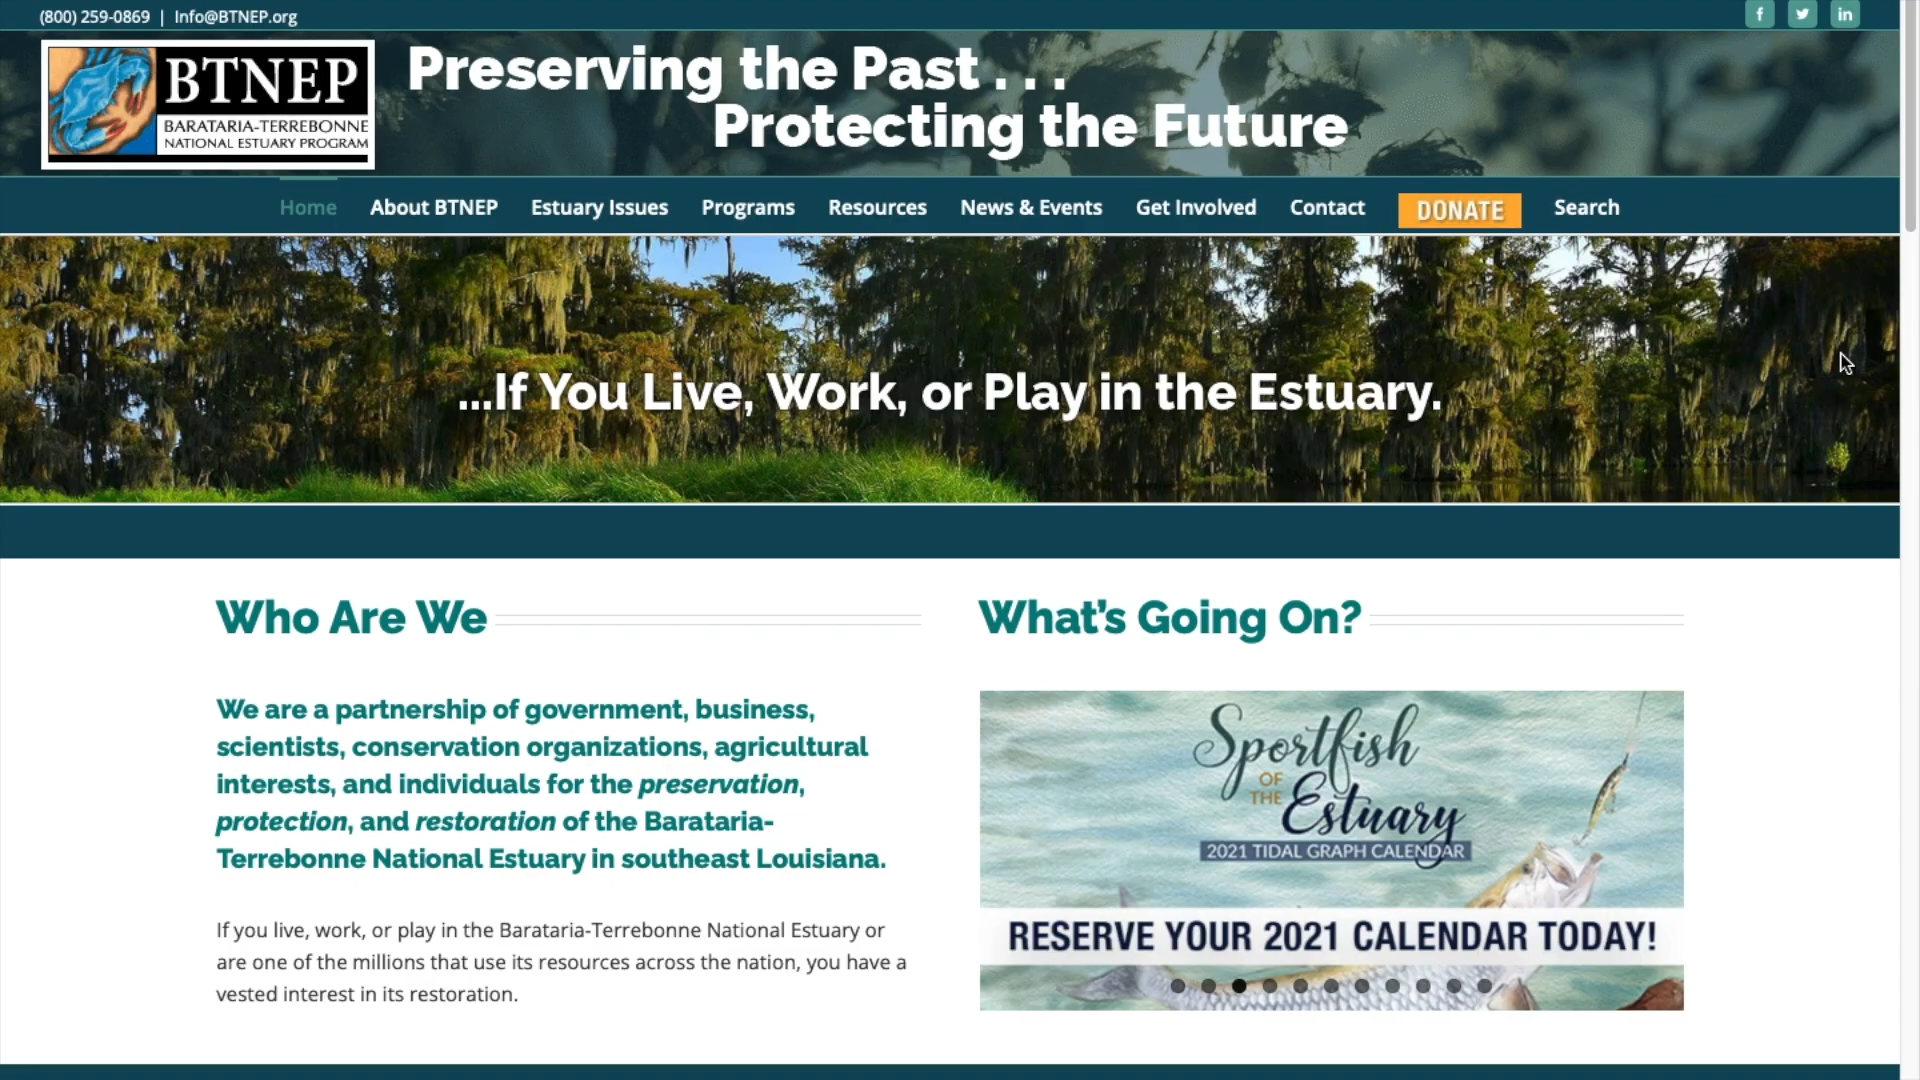 (800) 259-0869 | Info@BTNEP.org
BTNEP
BARATARIA-TERREBONNE
NATIONAL ESTUARY PROGRAM
Preserving the Past . . .
Protecting the Future
Home About BTNEP Estuary Issues Programs Resources News & Events Get Involved Contact DONATE Search
...If You Live, Work, or Play in the Estuary.
Who Are We
We are a partnership of government, business,
scientists, conservation organizations, agricultural
interests, and individuals for the preservation,
protection, and restoration of the Barataria-
Terrebonne National Estuary in southeast Louisiana.
If you live, work, or play in the Barataria-Terrebonne National Estuary or
are one of the millions that use its resources across the nation, you have a
vested interest in its restoration.
What's Going On?
Sportfish
OF
THE
Estuary
2021 TIDAL GRAPH CALENDAR
RESERVE YOUR 2021 CALENDAR TODAY!